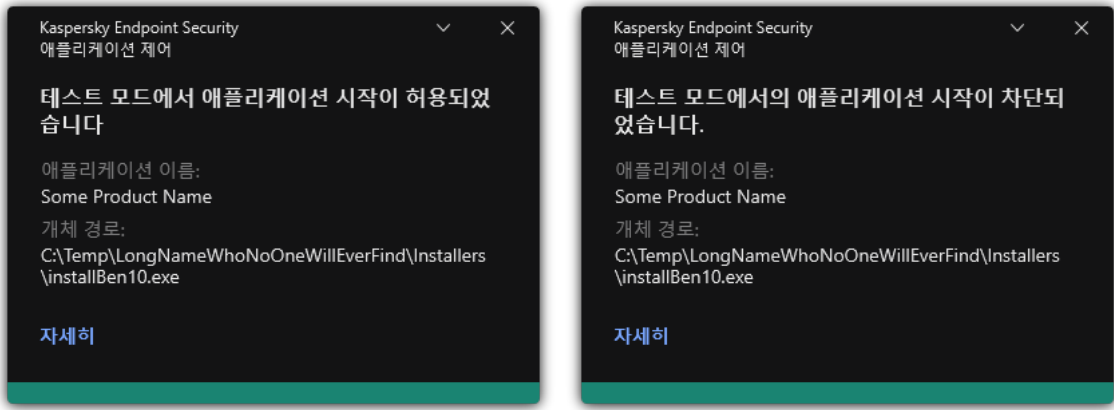 Kaspersky Endpoint Security
애플리케이션 제어
테스트 모드에서 애플리케이션 시작이 허용되었
습니다
애플리케이션 이름:
Some Product Name
개체 경로:
C:\Temp\LongNameWhoNoOneWillEverFind\Installers
\installBen10.exe
자세히
Kaspersky Endpoint Security
애플리케이션 제어
테스트 모드에서의 애플리케이션 시작이 차단되
었습니다.
애플리케이션 이름:
Some Product Name
개체 경로:
C:\Temp\LongNameWhoNoOneWillEverFind\Installers
\installBen10.exe
자세히